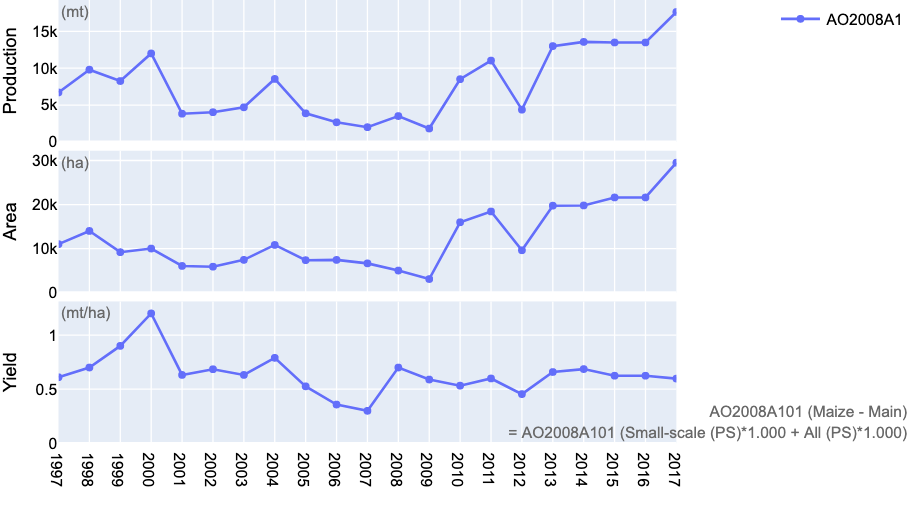 (mt)
AO2008A1
Production
15k
10k
5k
0
(ha)
Area
30k
20k
10k
0
(mt/ha)
Yield
1
0.5
0
AO2008A101 (Maize - Main)
= AO2008A101 (Small-scale (PS)*1.000 + All (PS)*1.000)
1997
1998
1999
2000
2001
2002
2003
2004
2005
2006
2007
2008
2009
2010
2011
2012
2013
2014
2015
2016
2017